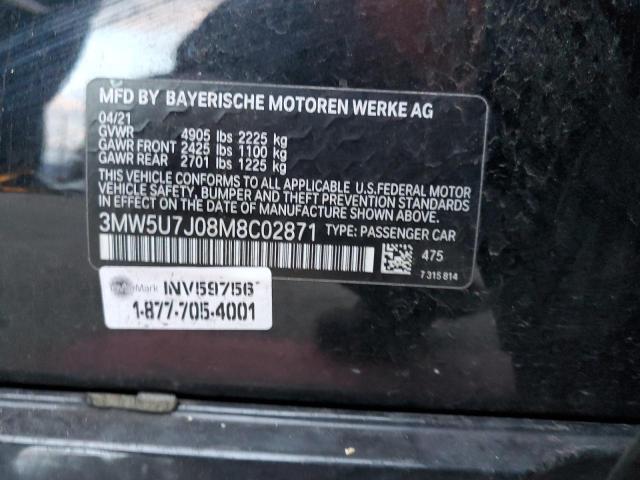 MFD BY BAYERISCHE MOTOREN WERKE AG
04/21
GVWR 4905 lbs 2225 kg
GAWR FRONT 2425 lbs 1100 kg
GAWR REAR 2701 lbs 1225 kg
THIS VEHICLE CONFORMS TO ALL APPLICABLE U.S.FEDERAL MOTOR
VEHICLE SAFETY, BUMPER AND THEFT PREVENTION STANDARDS
IN EFFECT ON THE DATE OF MANUFACTURE SHOWN ABOVE.
3MW5U7J08M8C02871 TYPE: PASSENGER CAR
475
7 315 814
Mark INV59756
1-877-705-4001